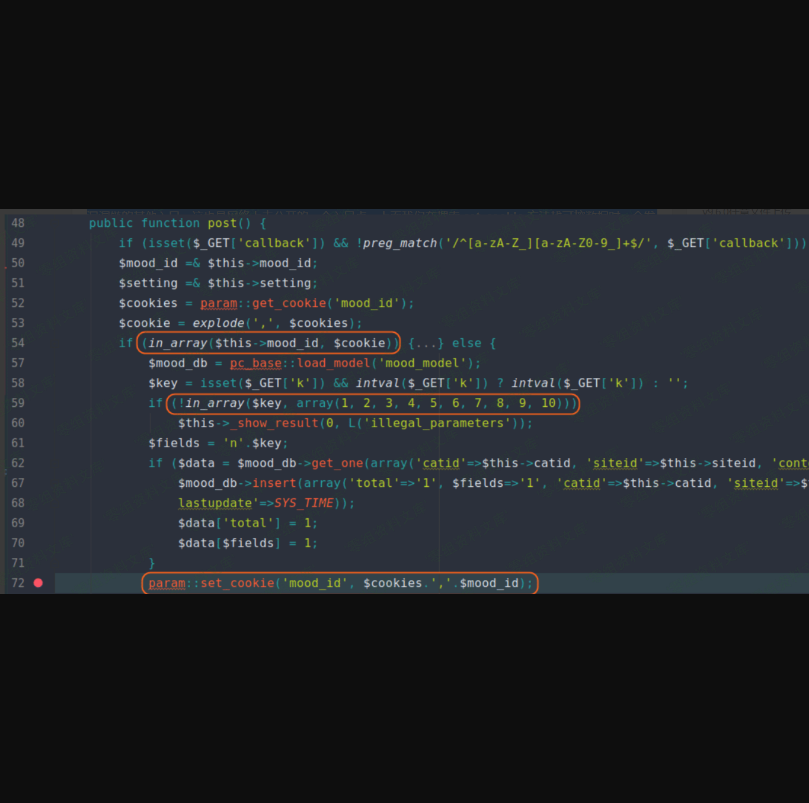 48 public function post() {
49 if (isset($_GET['callback']) && !preg_match('/^[a-zA-Z_][a-zA-Z0-9_]+$/', $_GET['callback']))
50 $mood_id =& $this->mood_id;
51 $setting =& $this->setting;
52 $cookies = param::get_cookie('mood_id');
53 $cookie = explode(',', $cookies);
54 if (in_array($this->mood_id, $cookie)) {...} else {
57 $mood_db = pc_base::load_model('mood_model');
58 $key = isset($_GET['k']) && intval($_GET['k']) ? intval($_GET['k']) : '';
59 if (!in_array($key, array(1, 2, 3, 4, 5, 6, 7, 8, 9, 10)))
60 $this->_show_result(0, L('illegal_parameters'));
61 $fields = 'n'.$key;
62 if ($data = $mood_db->get_one(array('catid'=>$this->catid, 'siteid'=>$this->siteid, 'cont
67 $mood_db->insert(array('total'=>'1', $fields=>'1', 'catid'=>$this->catid, 'siteid'=>$
68 lastupdate'=>SYS_TIME));
69 $data['total'] = 1;
70 $data[$fields] = 1;
71 }
72 param::set_cookie('mood_id', $cookies.','.$mood_id);